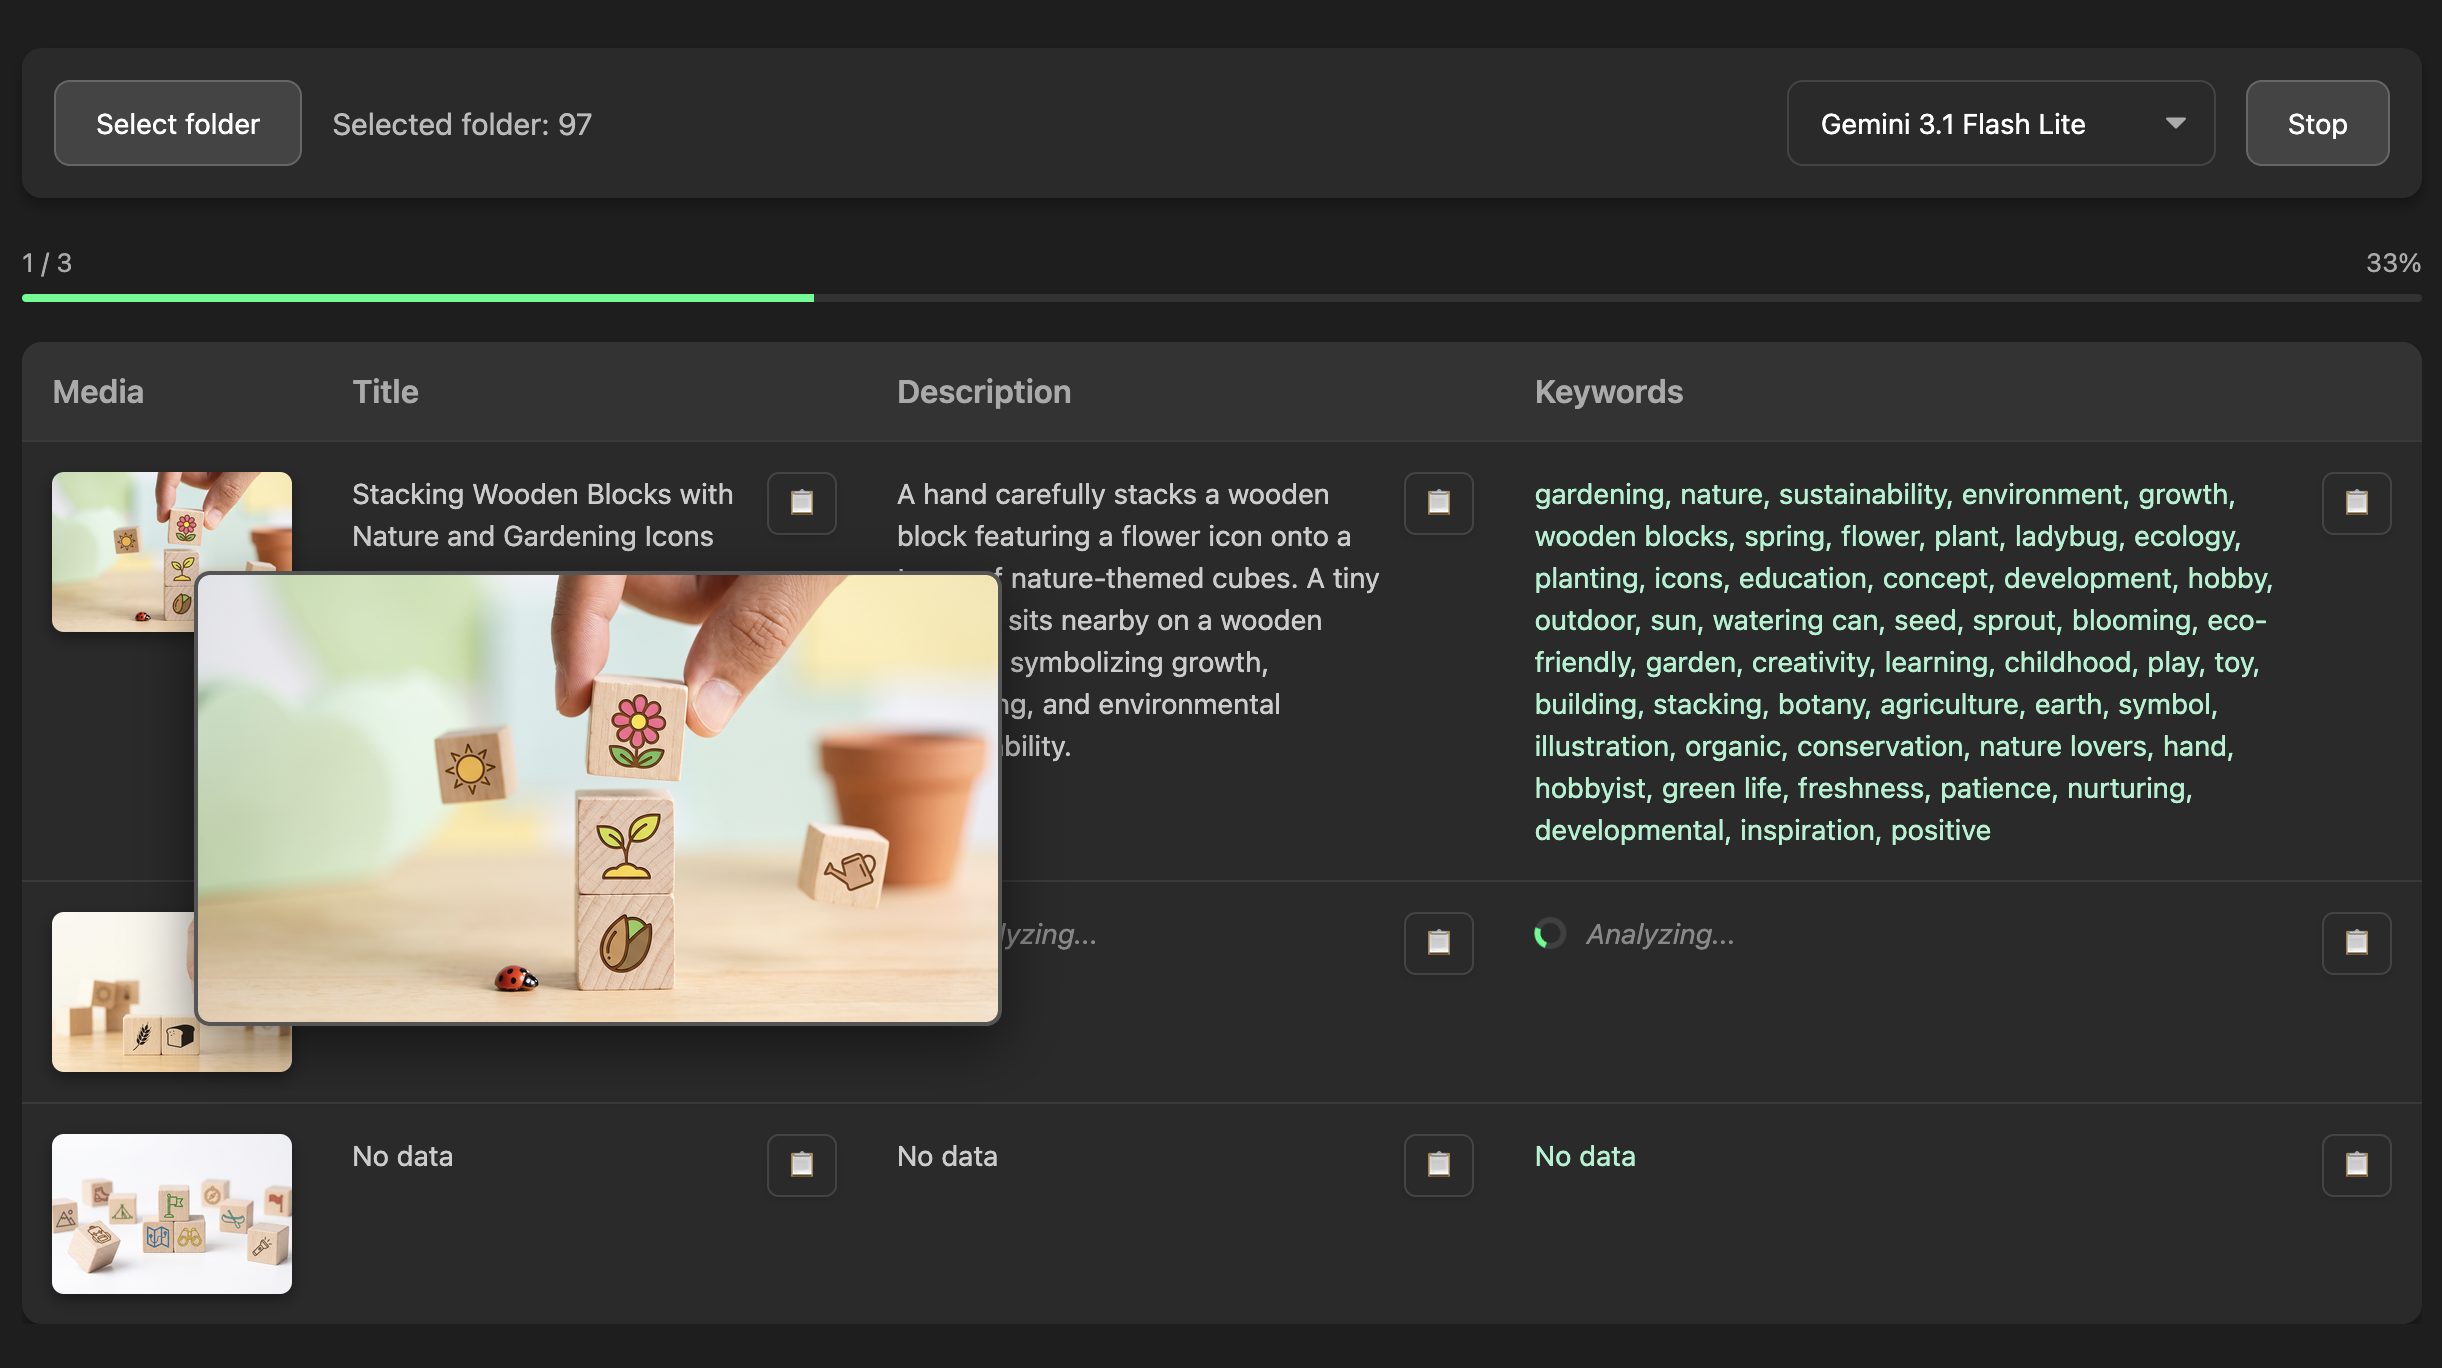 Select folder
Selected folder: 97
Gemini 3.1 Flash Lite
Stop
1 / 3
33%
Media
Title
Description
Keywords
Stacking Wooden Blocks with
Nature and Gardening Icons
A hand carefully stacks a wooden
block featuring a flower icon onto a
nature-themed cubes. A tiny
sits nearby on a wooden
symbolizing growth,
and environmental
gardening, nature, sustainability, environment, growth,
wooden blocks, spring, flower, plant, ladybug, ecology,
planting, icons, education, concept, development, hobby,
outdoor, sun, watering can, seed, sprout, blooming, eco-
friendly, garden, creativity, learning, childhood, play, toy,
building, stacking, botany, agriculture, earth, symbol,
illustration, organic, conservation, nature lovers, hand,
hobbyist, green life, freshness, patience, nurturing,
developmental, inspiration, positive
Analyzing...
No data
No data
No data